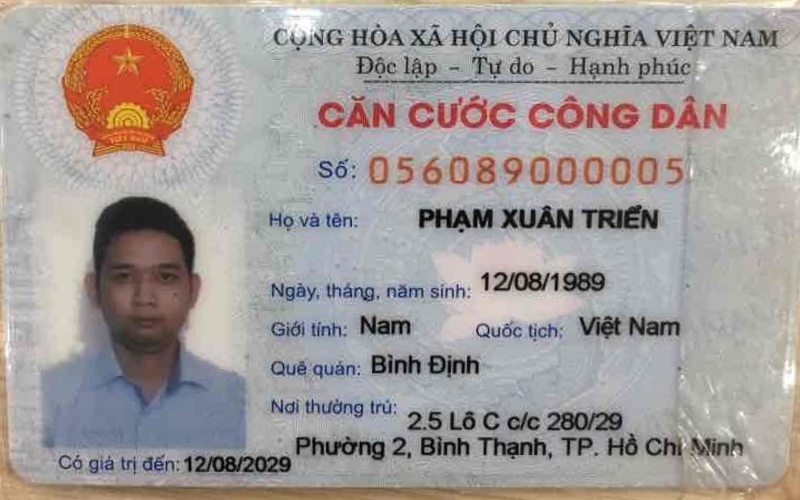 CỘNG HÒA XÃ HỘI CHỦ NGHĨA VIỆT NAM
Độc lập - Tự do - Hạnh phúc
CĂN CƯỚC CÔNG DÂN
Số: 056089000005
Họ và tên: PHẠM XUÂN TRIỂN
Ngày, tháng, năm sinh: 12/08/1989
Giới tính: Nam Quốc tịch: Việt Nam
Quê quán: Bình Định
Nơi thường trú: 2.5 Lô C c/c 280/29
Phường 2, Bình Thạnh, TP. Hồ Chí Minh
Có giá trị đến: 12/08/2029
VIỆT NAM